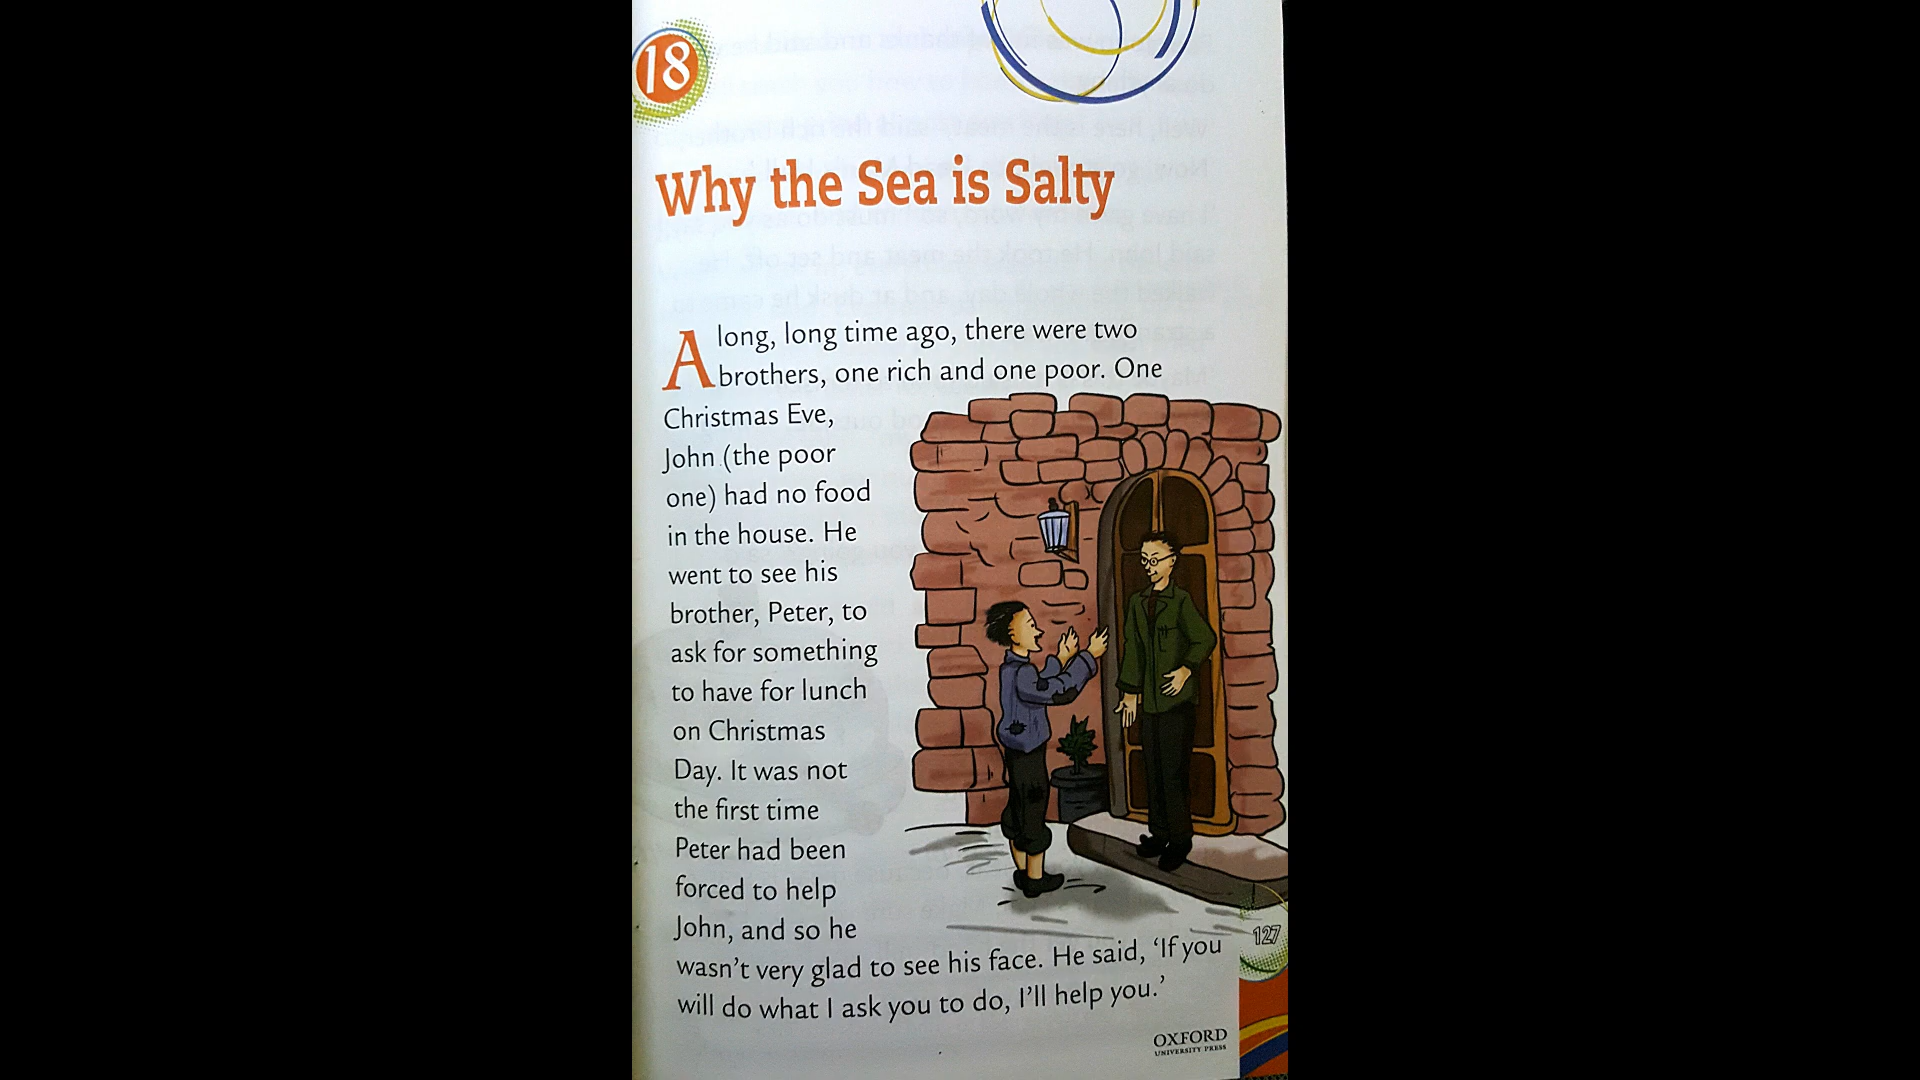 18
Why the Sea is Salty
A long, long time ago, there were two
brothers, one rich and one poor. One
Christmas Eve,
John (the poor
one) had no food
in the house. He
went to see his
brother, Peter, to
ask for something
to have for lunch
on Christmas
Day. It was not
the first time
Peter had been
forced to help
John, and so he
wasn't very glad to see his face. He said, ‘If you
will do what I ask you to do, I'll help you.’
127
OXFORD
UNIVERSITY PRESS